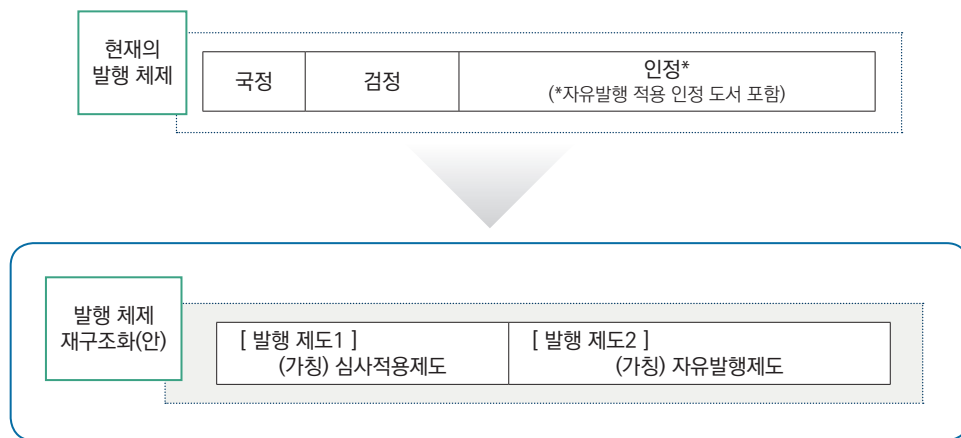 현재의
발행 체제
국정
검정
인정*
(*자유발행 적용 인정 도서 포함)
발행 체제
재구조화(안)
[ 발행 제도1 ]
(가칭) 심사적용제도
[ 발행 제도2 ]
(가칭) 자유발행제도